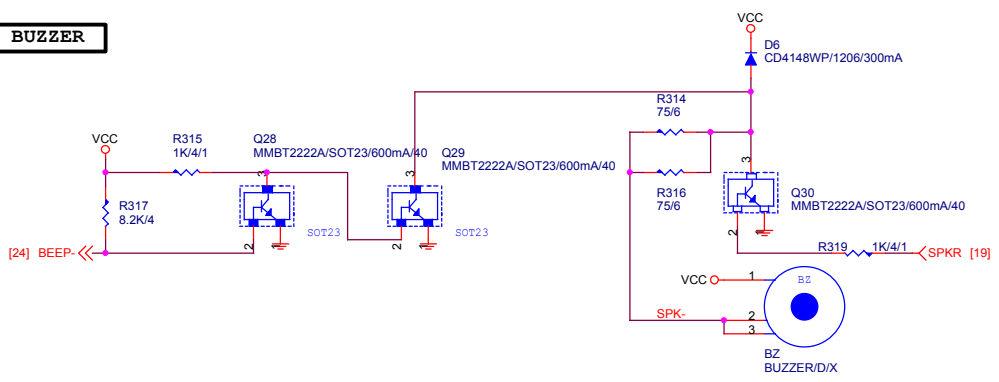 BUZZER
VCC
D6
CD4148WP/1206/300mA
R314
75/6
VCC
R315
1K/4/1
Q28
MMBT2222A/SOT23/600mA/40
Q29
MMBT2222A/SOT23/600mA/40
3
3
3
R316
75/6
Q30
MMBT2222A/SOT23/600mA/40
R317
8.2K/4
SOT23
SOT23
2
1
2
1
2
1
[24] BEEP-
R319
1K/4/1
SPKR [19]
VCC
1
BZ
SPK-
2
3
BZ
BUZZER/D/X